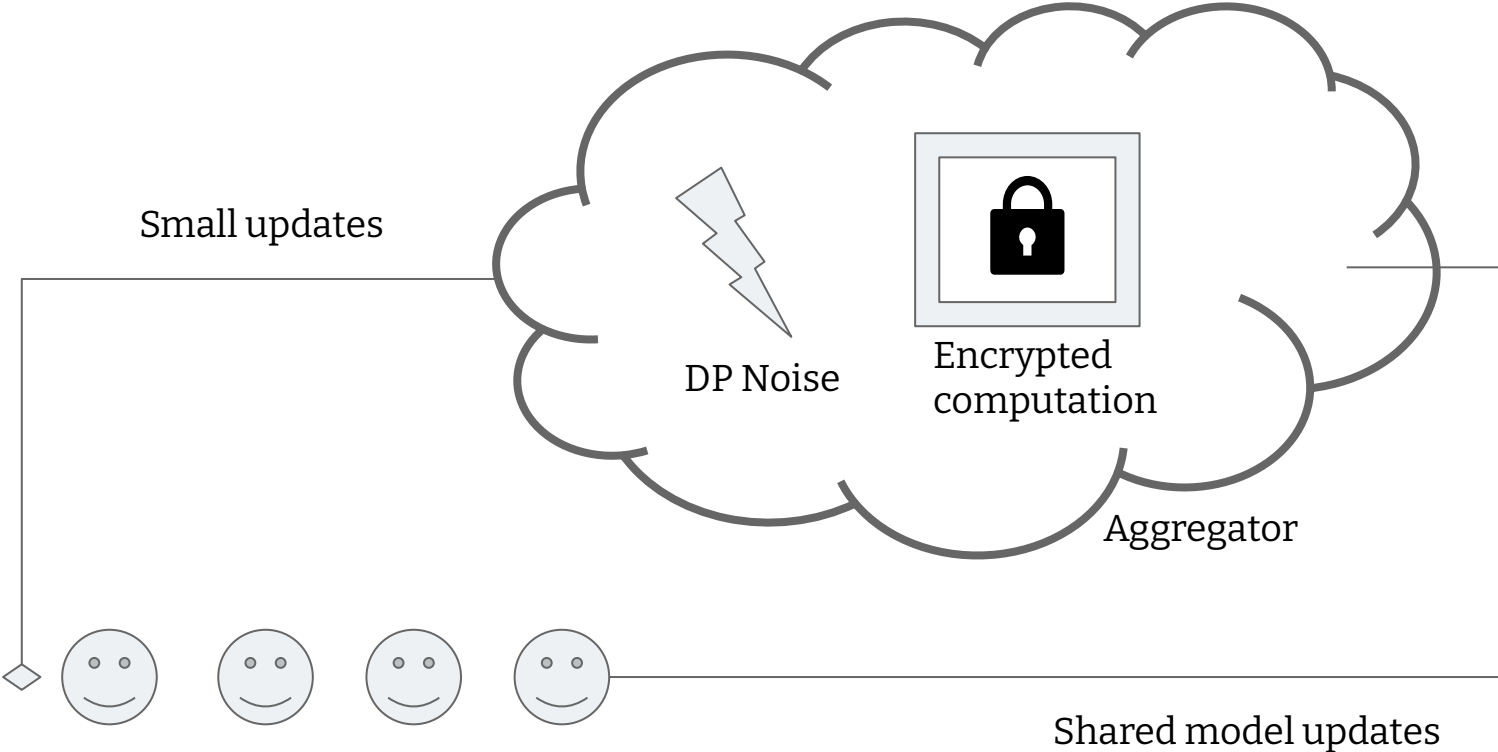 Small updates
DP Noise
Encrypted
computation
Aggregator
Shared model updates